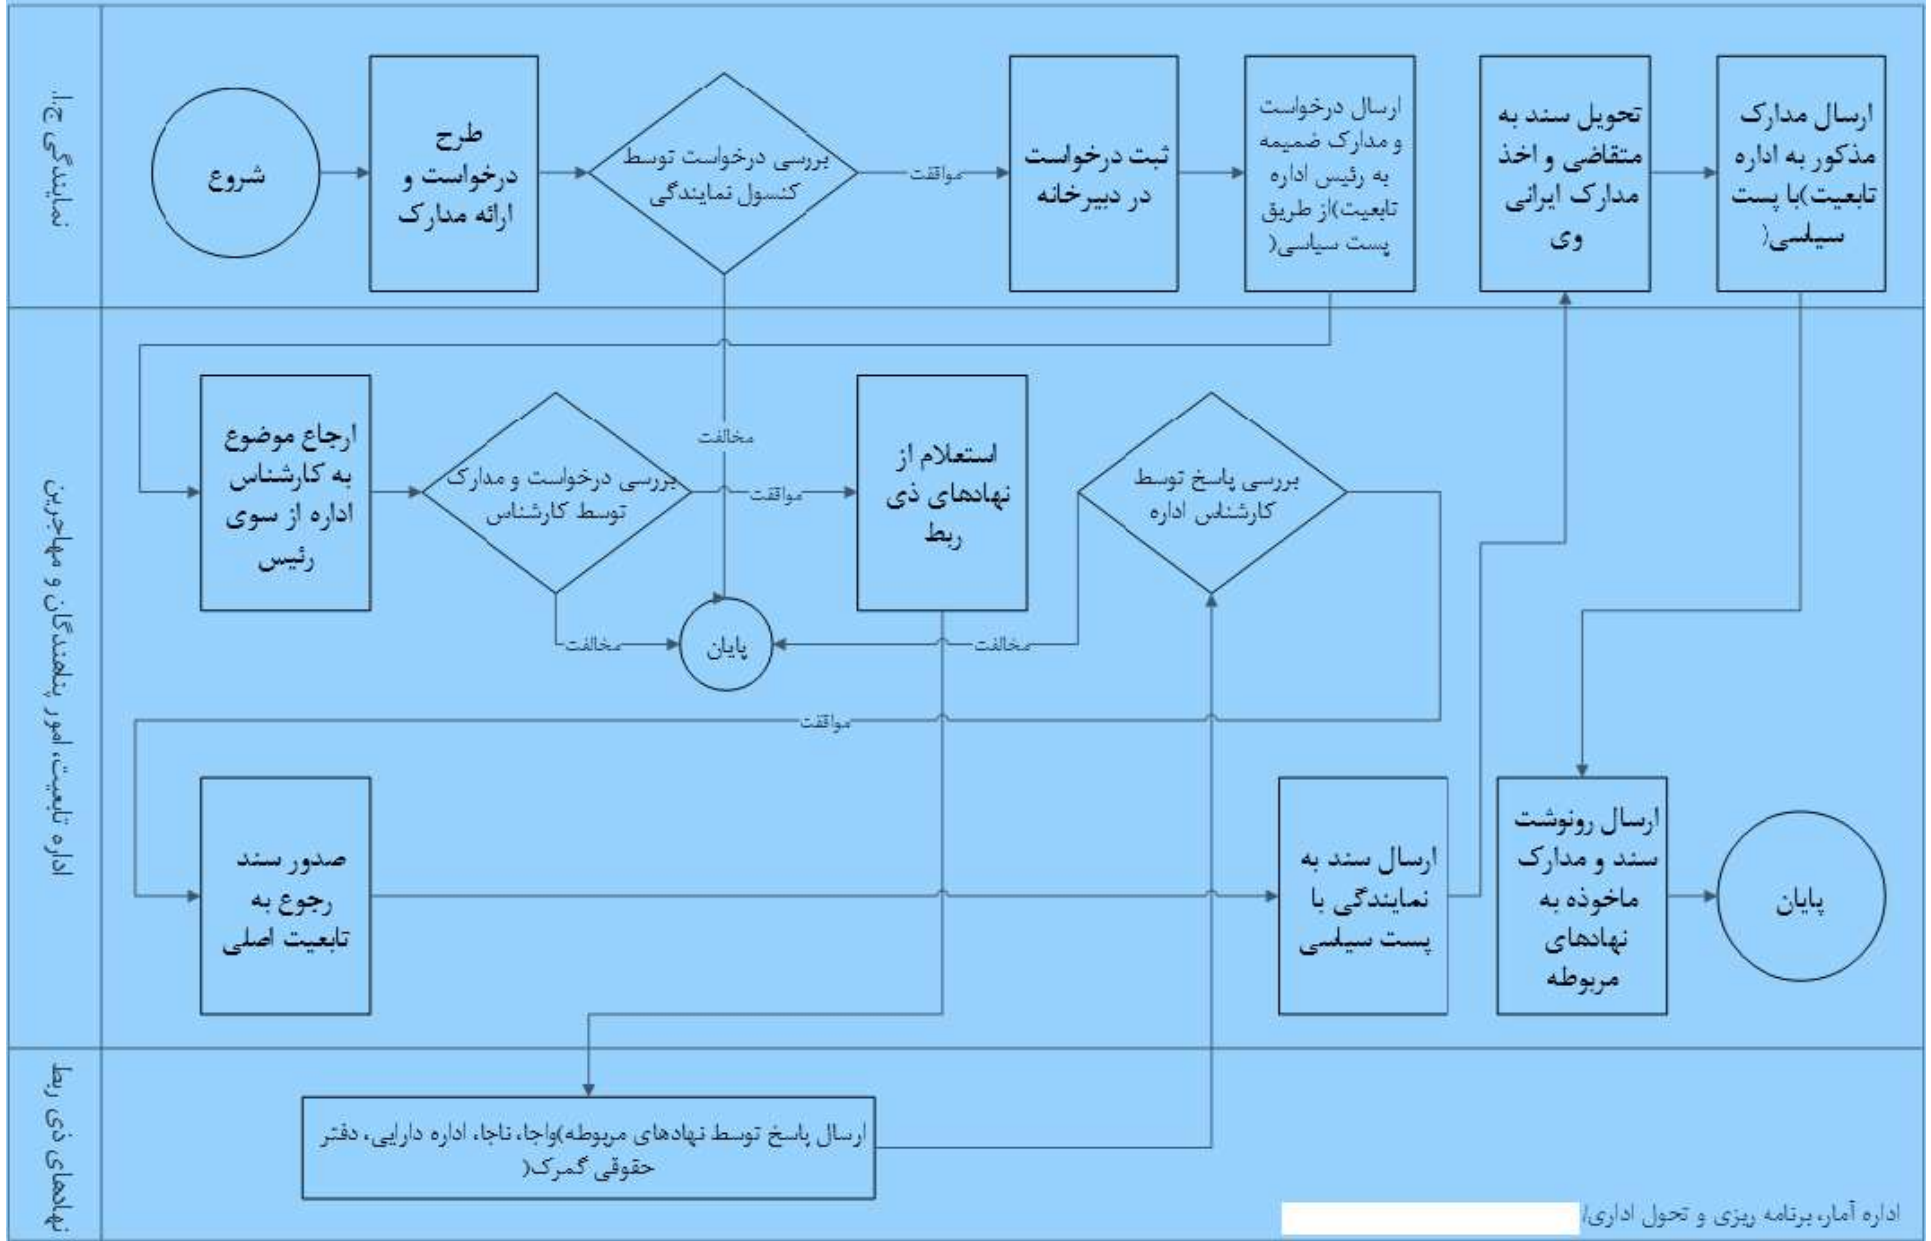 نمایندگی ج.ا..
شروع
طرح
درخواست و
ارائه مدارک
بررسی درخواست توسط
کنسول نمایندگی
موافقت
ثبت درخواست
در دبیرخانه
ارسال درخواست
و مدارک ضمیمه
به رئیس اداره
تابعیت)از طریق
پست سیاسی(
تحویل سند به
متقاضی و اخذ
مدارک ایرانی
وی
ارسال مدارک
مذکور به اداره
تابعیت)با پست
سیاسی(
اداره تابعیت، امور پناهندگان و مهاجرین
ارجاع موضوع
به کارشناس
اداره از سوی
رئیس
بررسی درخواست و مدارک
توسط کارشناس
مخالفت
موافقت
استعلام از
نهادهای ذی
ربط
بررسی پاسخ توسط
کارشناس اداره
مخالفت
پایان
مخالفت
موافقت
صدور سند
رجوع به
تابعیت اصلی
ارسال سند به
نمایندگی با
پست سیاسی
ارسال رونوشت
سند و مدارک
ماخوذه به
نهادهای
مربوطه
پایان
نهادهای ذی ربط
ارسال پاسخ توسط نهادهای مربوطه)واجا، ناجا، اداره دارایی، دفتر
حقوقی گمرک(
اداره آمار، برنامه ریزی و تحول اداری/